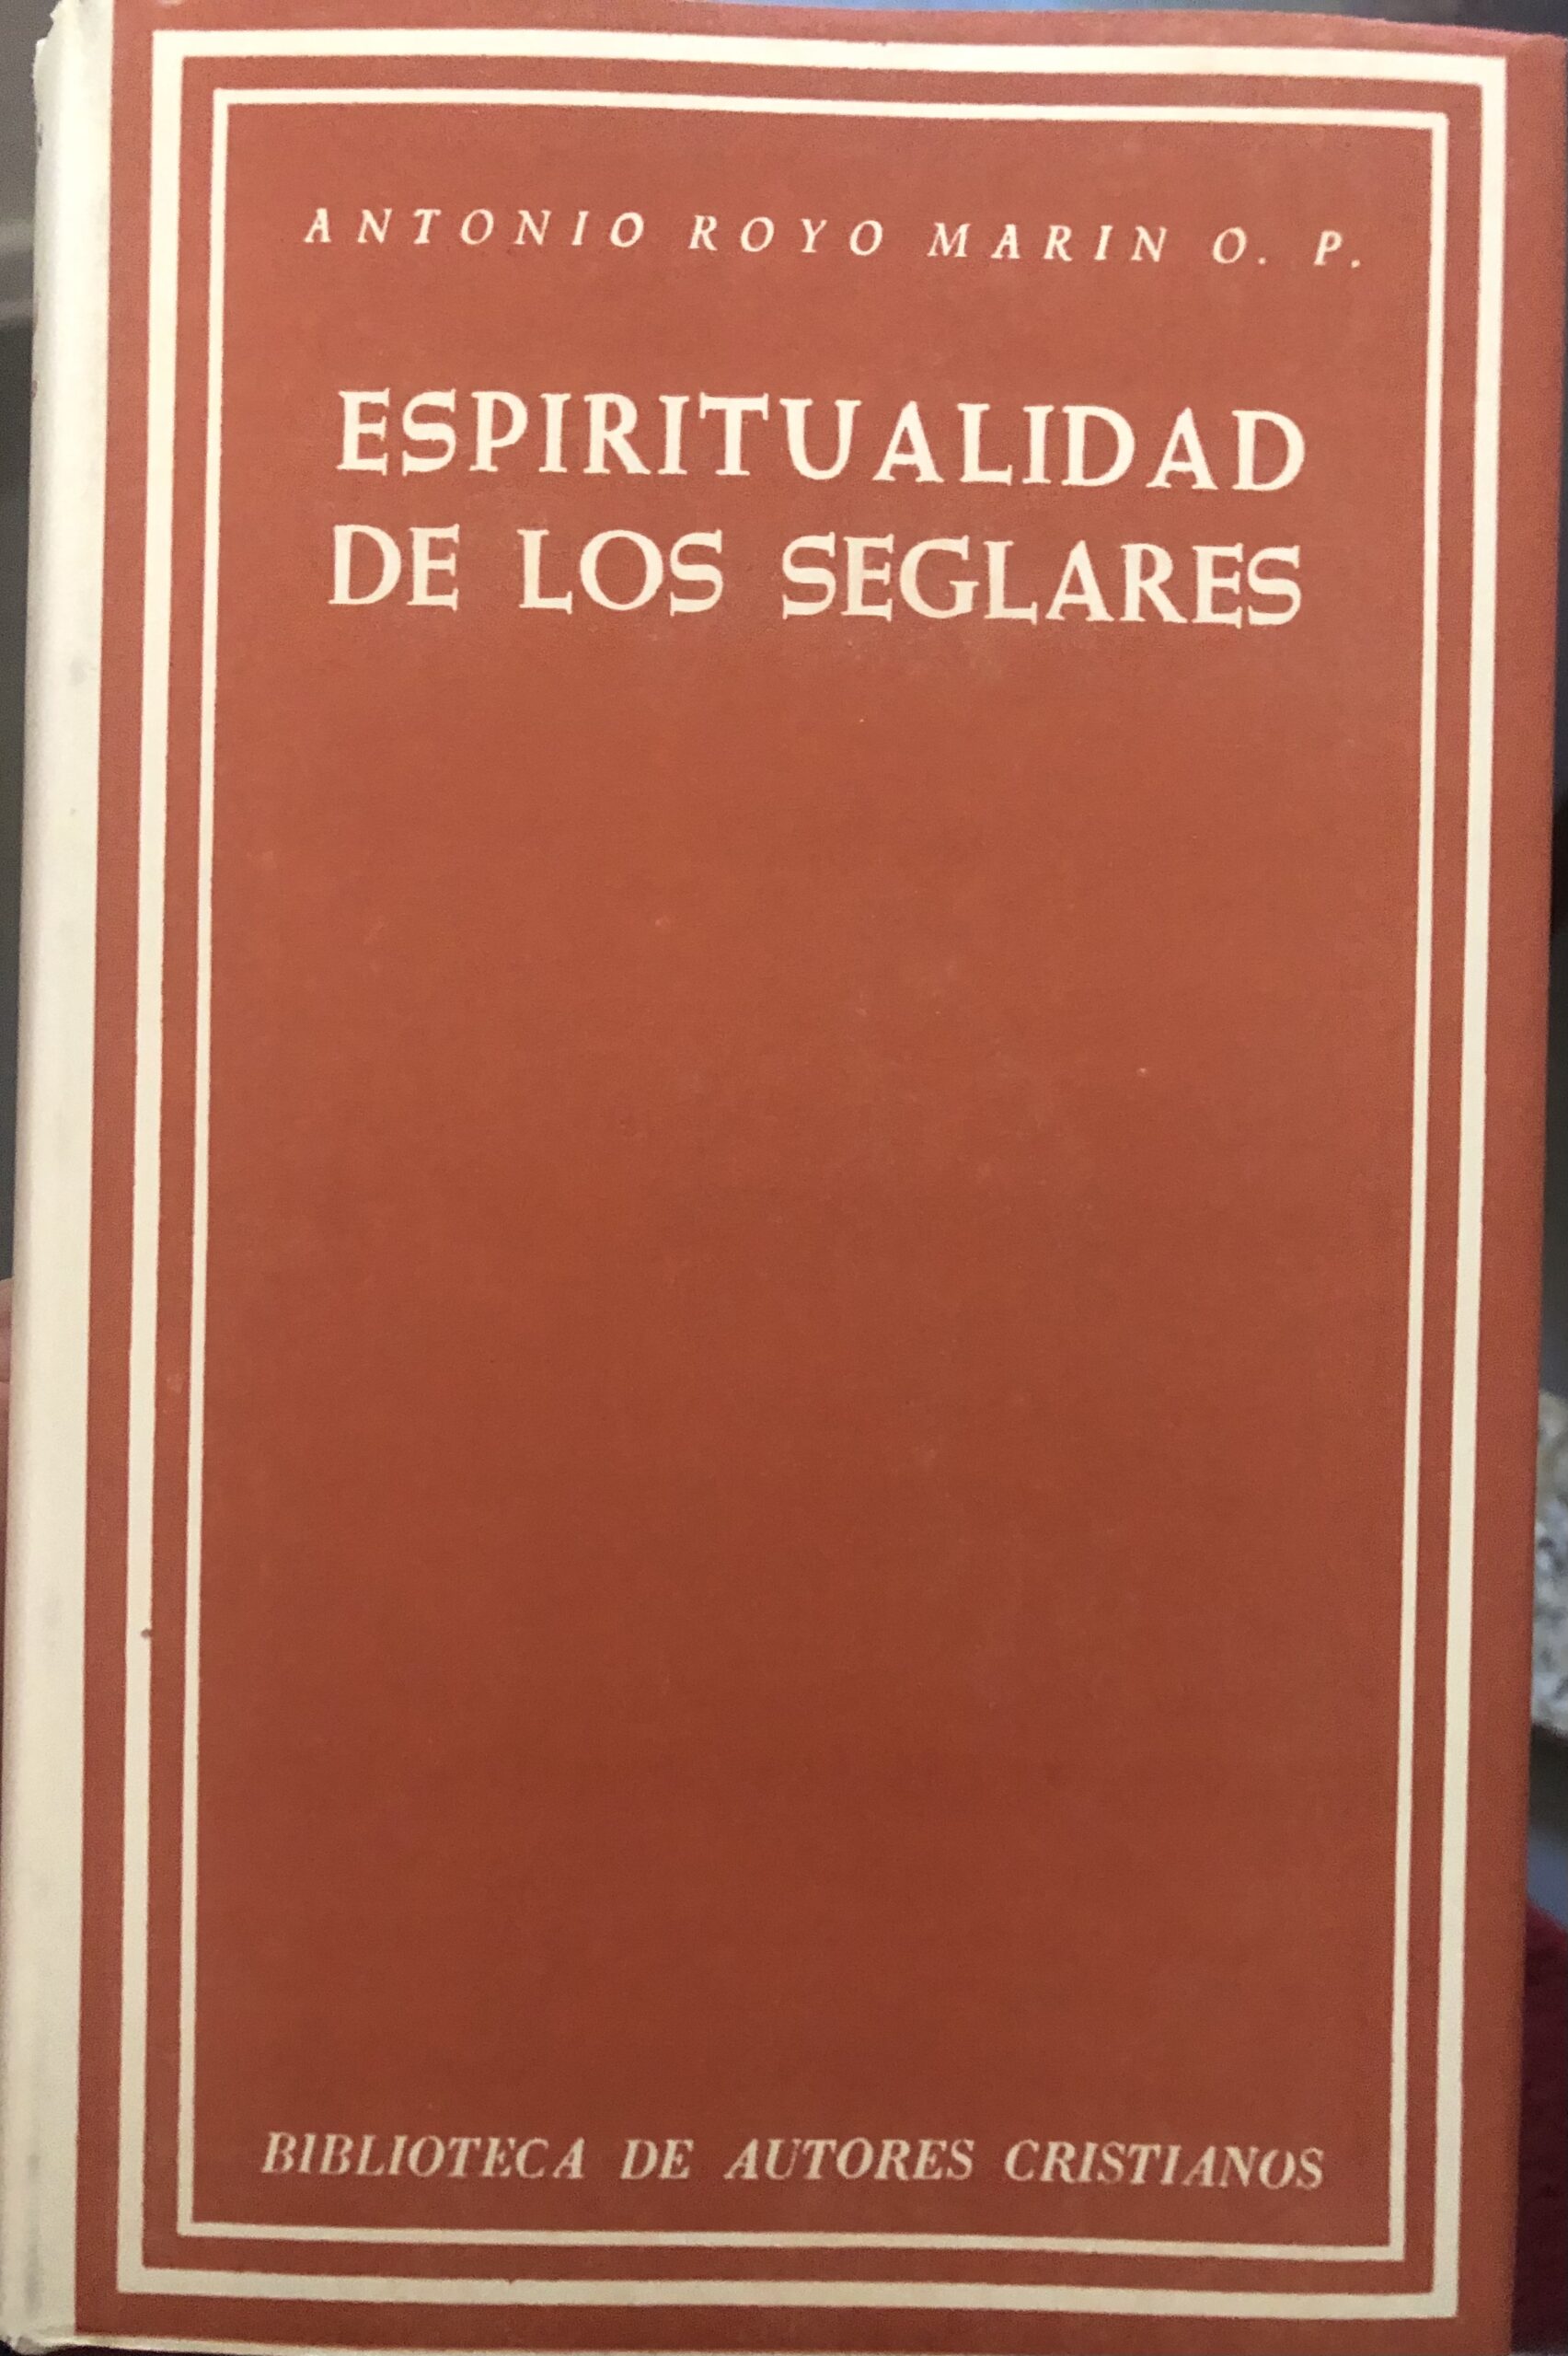 ANTONIO ROYO MARIN O. P.
ESPIRITUALIDAD
DE LOS SEGLARES
BIBLIOTECA DE AUTORES CRISTIANOS